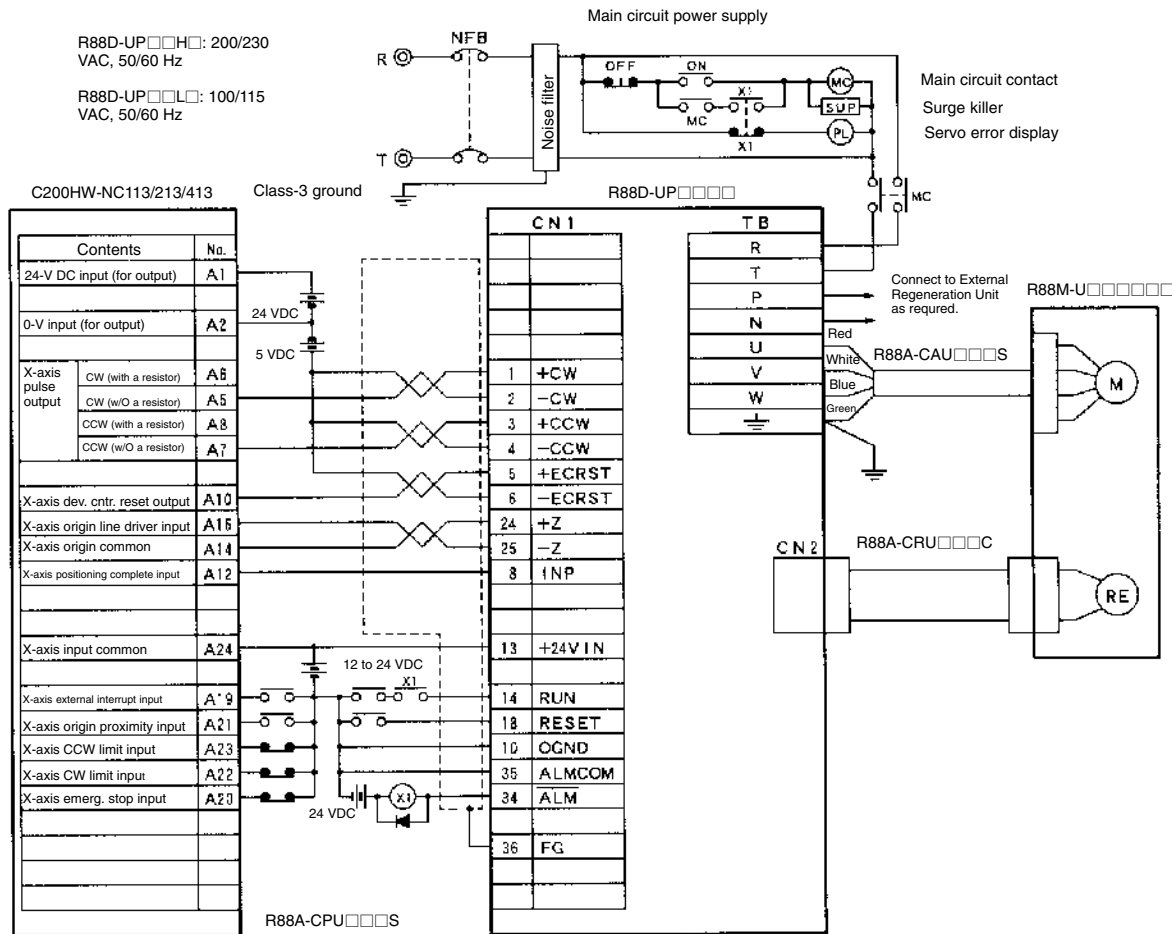 Main circuit power supply
R88D-UP□□H□: 200/230
VAC, 50/60 Hz
R88D-UP□□L□: 100/115
VAC, 50/60 Hz
R
NFB
T
Noise filter
OFF
ON
MC
X1
MC
SUP
PL
X1
Main circuit contact
Surge killer
Servo error display
MC
C200HW-NC113/213/413
Class-3 ground
R88D-UP□□□□
Contents No.
24-V DC input (for output) A1
0-V input (for output) A2
X-axis pulse output
CW (with a resistor) A6
CW (w/O a resistor) A5
CCW (with a resistor) A8
CCW (w/O a resistor) A7
X-axis dev. cntr. reset output A10
X-axis origin line driver input A16
X-axis origin common A14
X-axis positioning complete input A12
X-axis input common A24
X-axis external interrupt input A19
X-axis origin proximity input A21
X-axis CCW limit input A23
X-axis CW limit input A22
X-axis emerg. stop input A20
24 VDC
5 VDC
12 to 24 VDC
X1
24 VDC
X1
CN1
1 +CW
2 −CW
3 +CCW
4 −CCW
5 +ECRST
6 −ECRST
24 +Z
25 −Z
8 INP
13 +24VIN
14 RUN
18 RESET
10 OGND
35 ALMCOM
34 ALM
36 FG
R88A-CPU□□□S
TB
R
T
P
N
U
V
W
Connect to External
Regeneration Unit
as requred.
Red
White
Blue
Green
R88A-CAU□□□S
R88M-U□□□□□□
M
CN2
R88A-CRU□□□C
RE